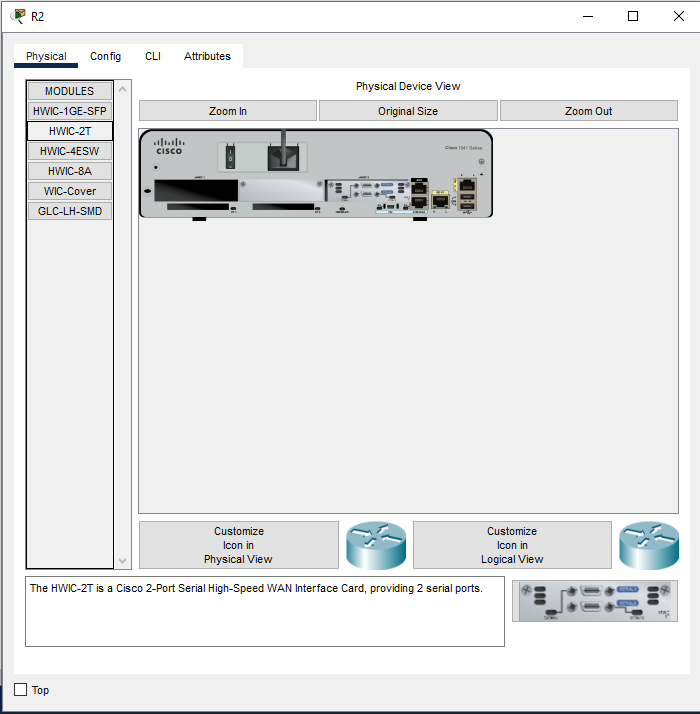 R2
Physical
Config
CLI
Attributes
MODULES
HWIC-1GE-SFP
HWIC-2T
HWIC-4ESW
HWIC-8A
WIC-Cover
GLC-LH-SMD
Physical Device View
Zoom In
Original Size
Zoom Out
CISCO
Cisco 1941 Series
Customize
Icon in
Physical View
Customize
Icon in
Logical View
The HWIC-2T is a Cisco 2-Port Serial High-Speed WAN Interface Card, providing 2 serial ports.
Top